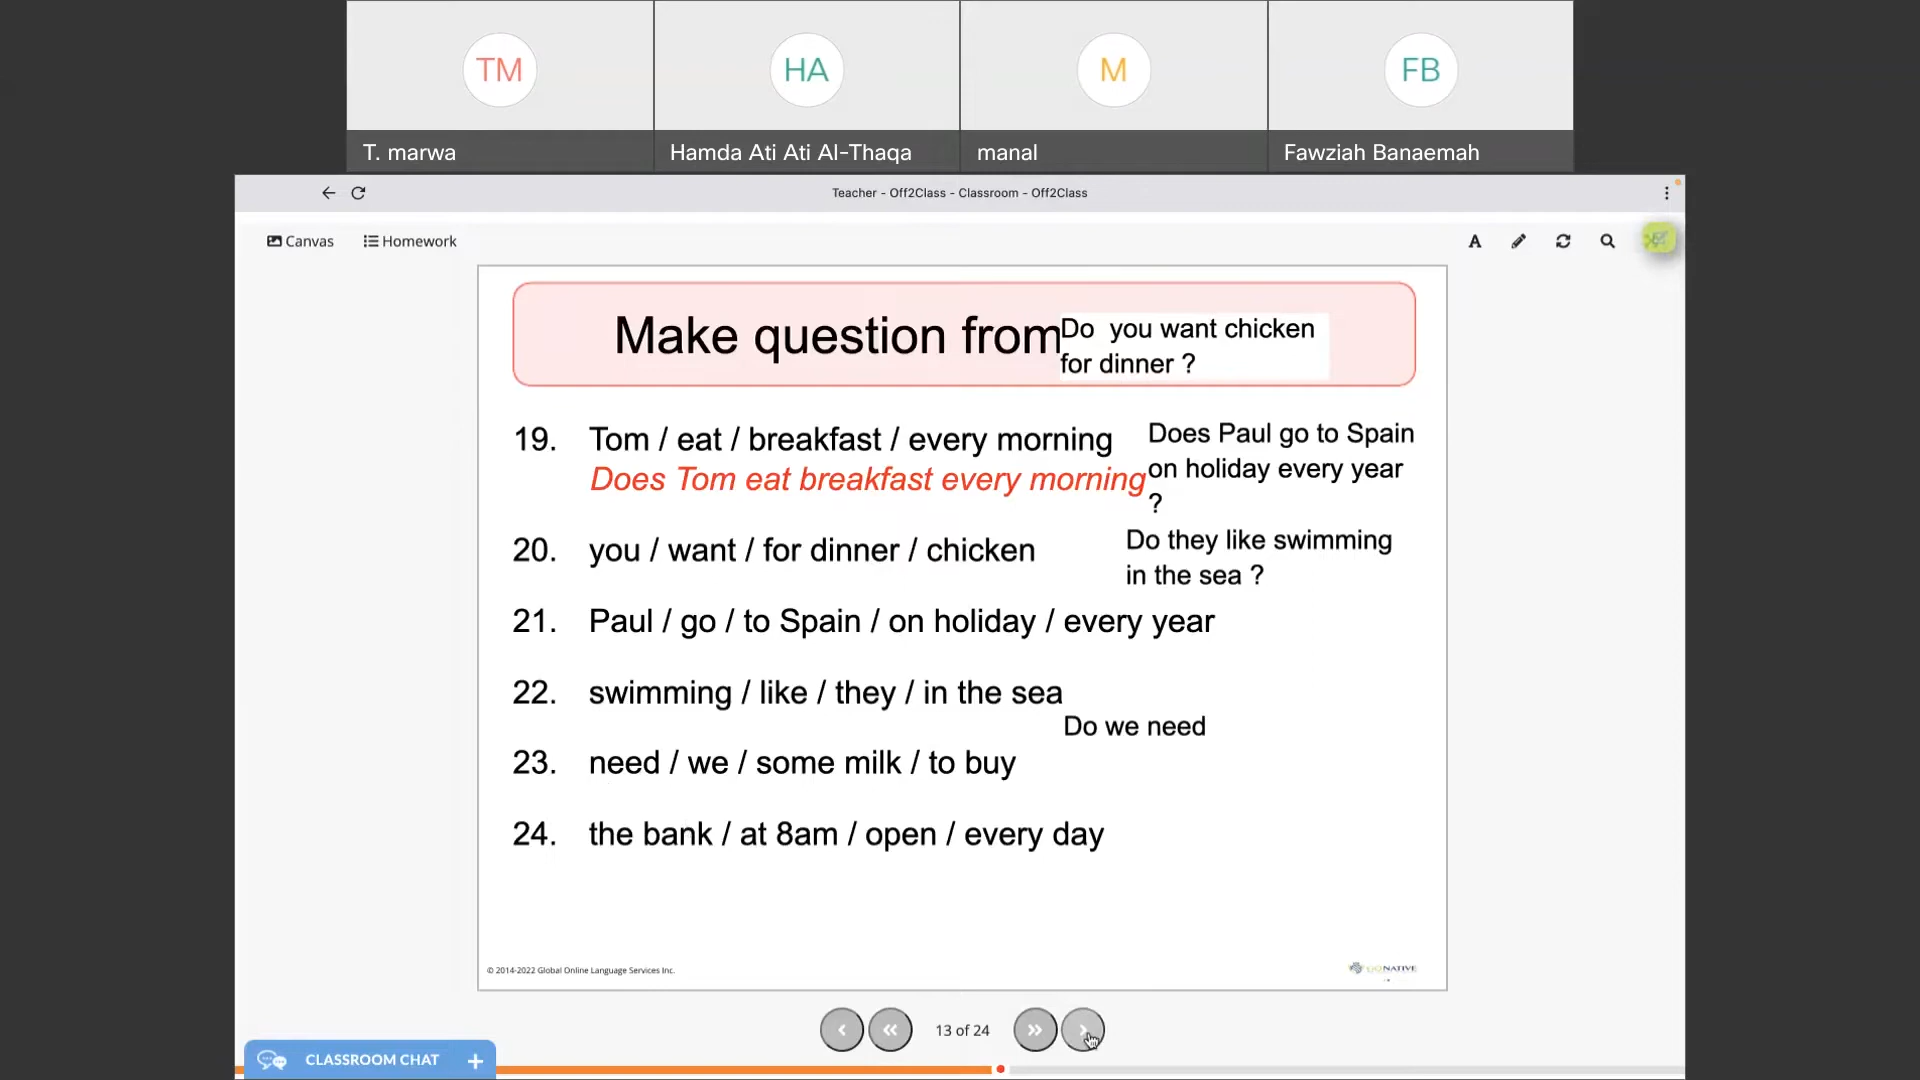 TM
HA
M
FB
T. marwa
Hamda Ati Ati Al-Thaqa
manal
Fawziah Banaemah
Teacher - Off2Class - Classroom - Off2Class
Canvas
Homework
A
Make question from
Do you want chicken
for dinner ?
19. Tom / eat / breakfast / every morning
Does Tom eat breakfast every morning
Does Paul go to Spain
on holiday every year
?
20. you / want / for dinner / chicken
Do they like swimming
in the sea ?
21. Paul / go / to Spain / on holiday / every year
22. swimming / like / they / in the sea
Do we need
23. need / we / some milk / to buy
24. the bank / at 8am / open / every day
© 2014-2022 Global Online Language Services Inc.
GONATIVE
13 of 24
CLASSROOM CHAT +